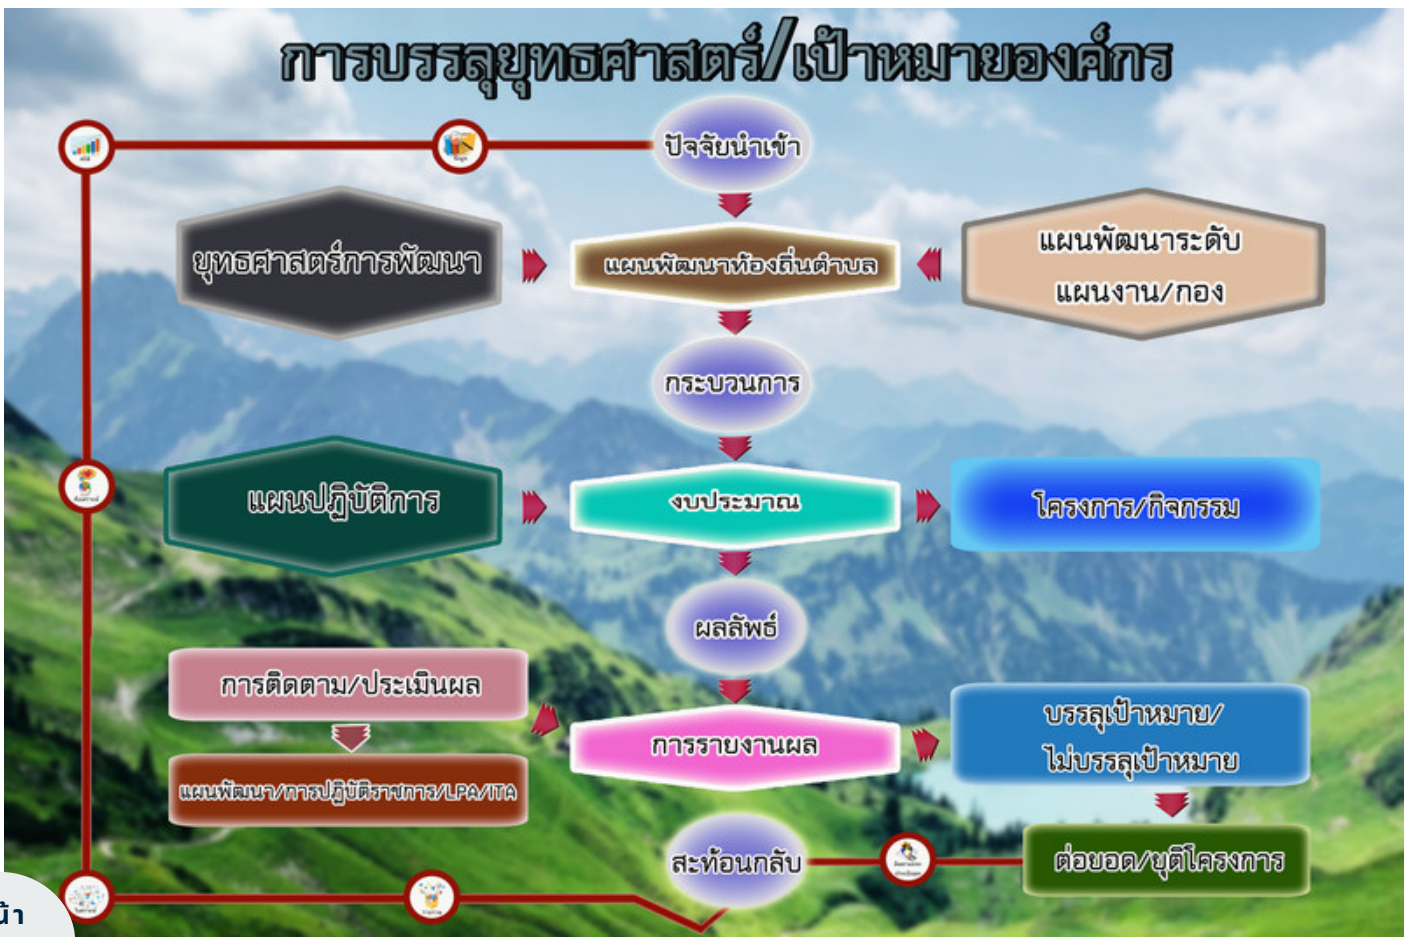 การบรรลุยุทธศาสตร์/เป้าหมายองค์กร
ปัจจัยนำเข้า
ยุทธศาสตร์การพัฒนา
แผนพัฒนาท้องถิ่นตำบล
แผนพัฒนาระดับ
แผนงาน/กอง
กระบวนการ
แผนปฏิบัติการ
งบประมาณ
โครงการ/กิจกรรม
ผลลัพธ์
การติดตาม/ประเมินผล
การรายงานผล
บรรลุเป้าหมาย/
ไม่บรรลุเป้าหมาย
แผนพัฒนา/การปฏิบัติราชการ/LPA/ITA
สะท้อนกลับ
ต่อยอด/ยุติโครงการ